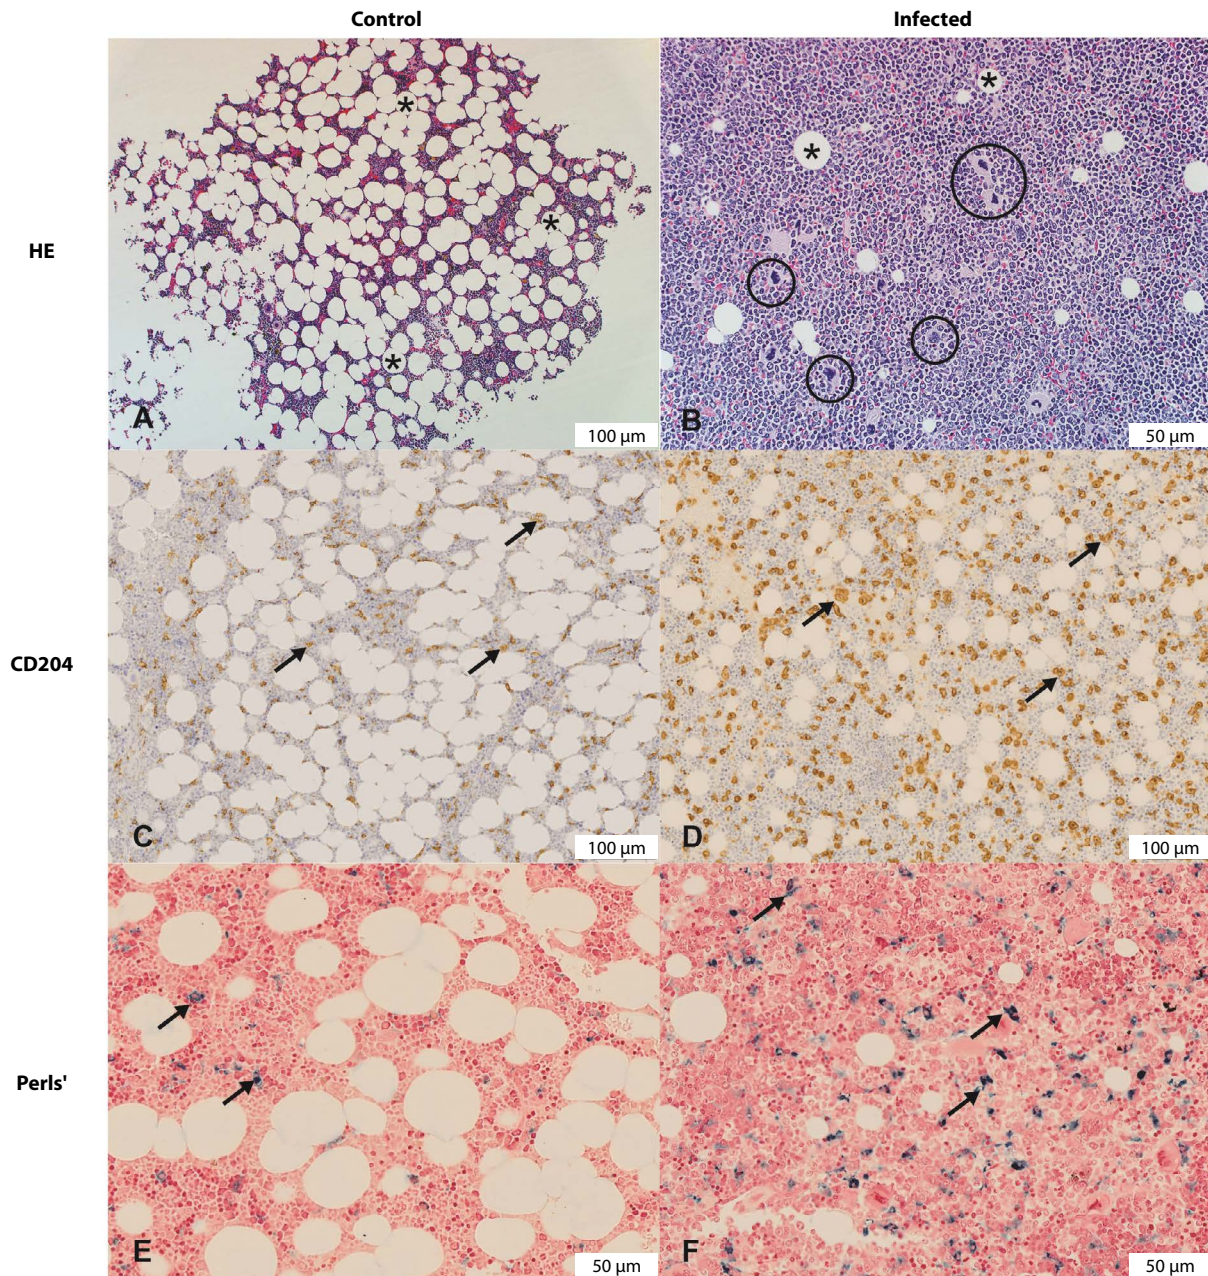 Control
Infected
HE
*
*
*
A
100 µm
*
*
B
50 µm
CD204
C
100 µm
D
100 µm
Perls'
E
50 µm
F
50 µm